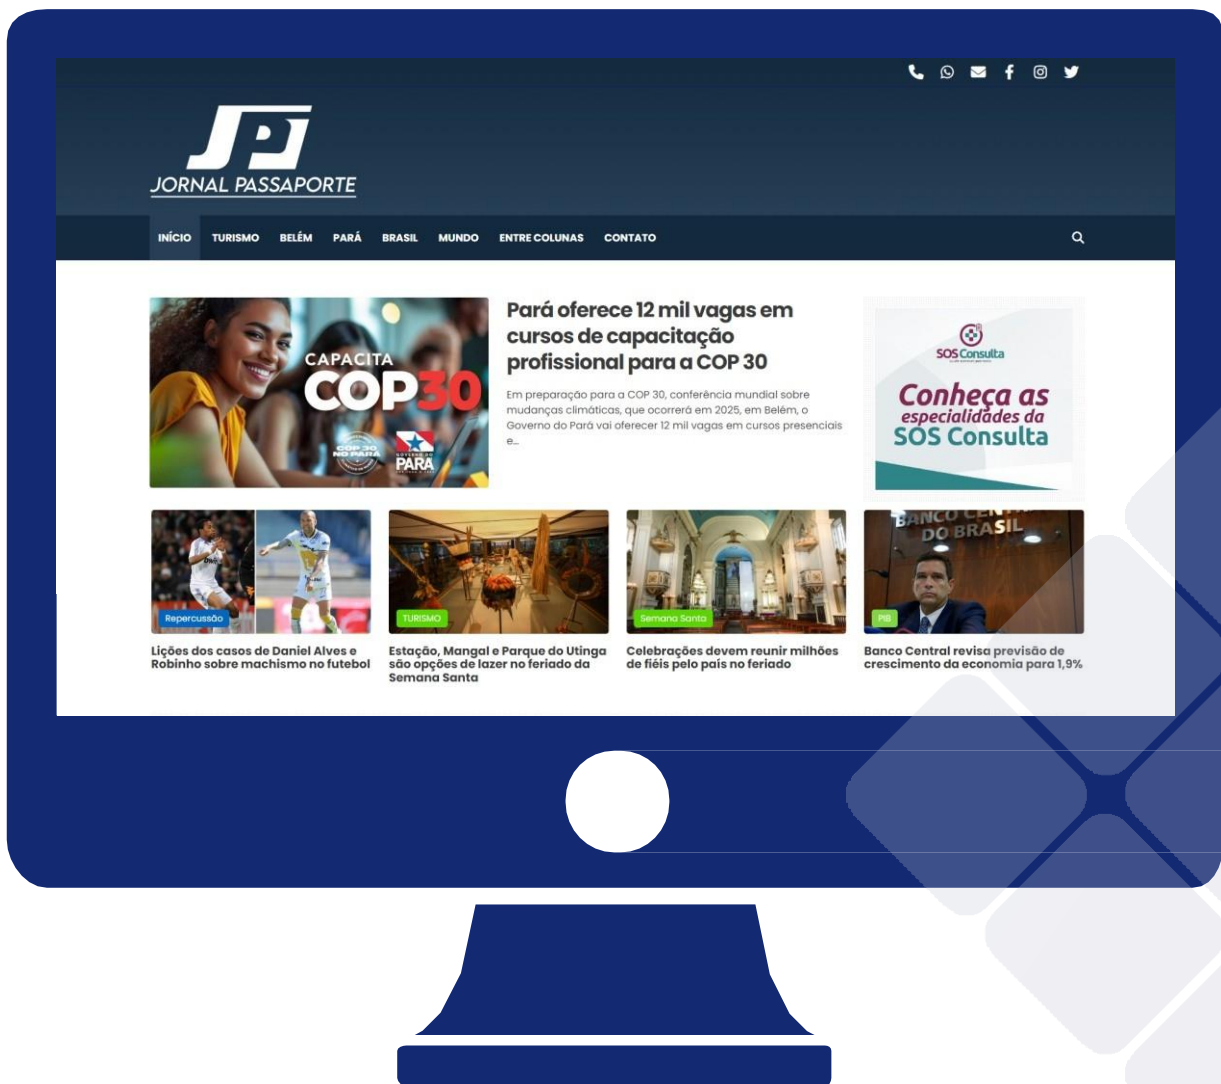 JPJ
JORNAL PASSAPORTE
INÍCIO TURISMO BELÉM PARÁ BRASIL MUNDO ENTRE COLUNAS CONTATO
CAPACITA
COP30
COP 30
NO PARÁ
GOVERNO DO
PARÁ
Pará oferece 12 mil vagas em
cursos de capacitação
profissional para a COP 30
Em preparação para a COP 30, conferência mundial sobre
mudanças climáticas, que ocorrerá em 2025, em Belém, o
Governo do Pará vai oferecer 12 mil vagas em cursos presenciais
e...
SOS Consulta
Conheça as
especialidades da
SOS Consulta
Repercussão
Lições dos casos de Daniel Alves e
Robinho sobre machismo no futebol
TURISMO
Estação, Mangal e Parque do Utinga
são opções de lazer no feriado da
Semana Santa
Semana Santa
Celebrações devem reunir milhões
de fiéis pelo país no feriado
BANCO CENTRAL
DO BRASIL
PIB
Banco Central revisa previsão de
crescimento da economia para 1,9%